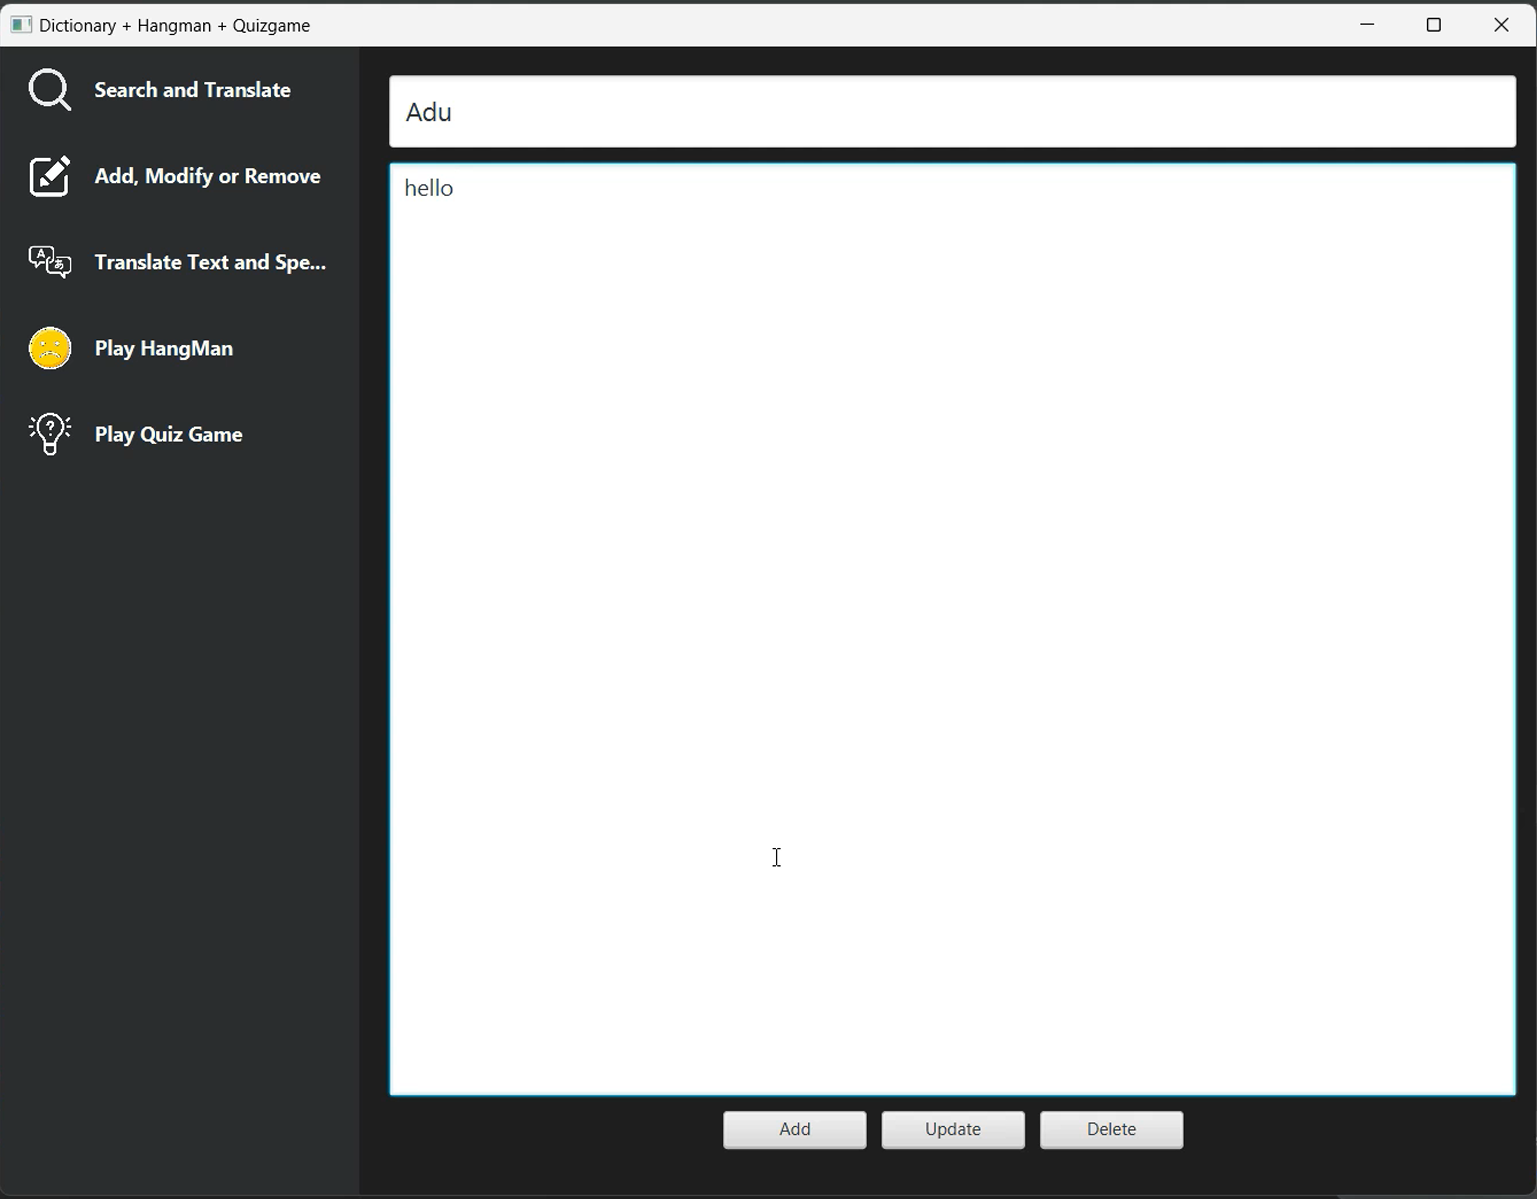 Dictionary + Hangman + Quizgame
Search and Translate
Add, Modify or Remove
Translate Text and Spe...
Play HangMan
Play Quiz Game
Adu
hello
Add
Update
Delete